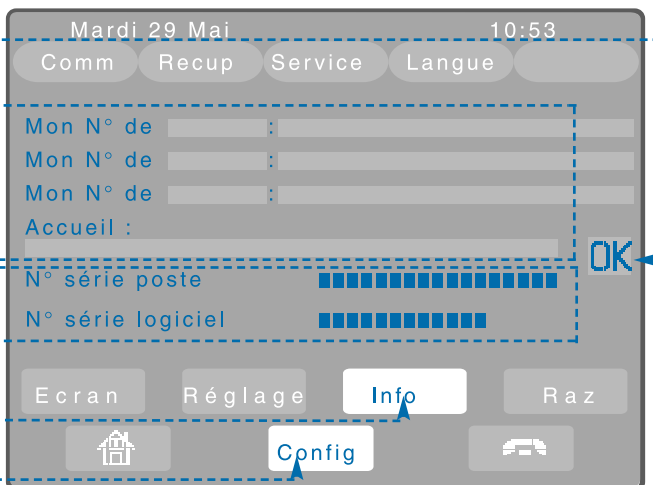 Mardi 29 Mai 10:53
Comm Recup Service Langue
Mon N° de :
Mon N° de :
Mon N° de :
Accueil :
OK
N° série poste
N° série logiciel
Ecran Réglage Info Raz
Config